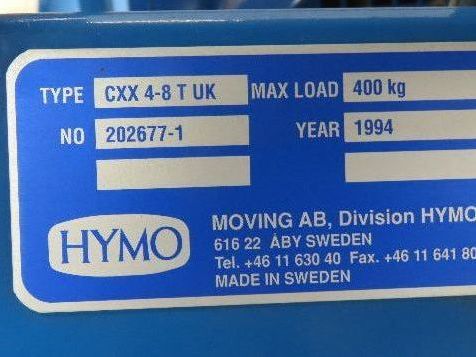 TYPE CXX 4-8 T UK MAX LOAD 400 kg
NO 202677-1 YEAR 1994
HYMO
MOVING AB, Division HYMO
616 22 ÅBY SWEDEN
Tel. +46 11 630 40 Fax. +46 11 641 80
MADE IN SWEDEN